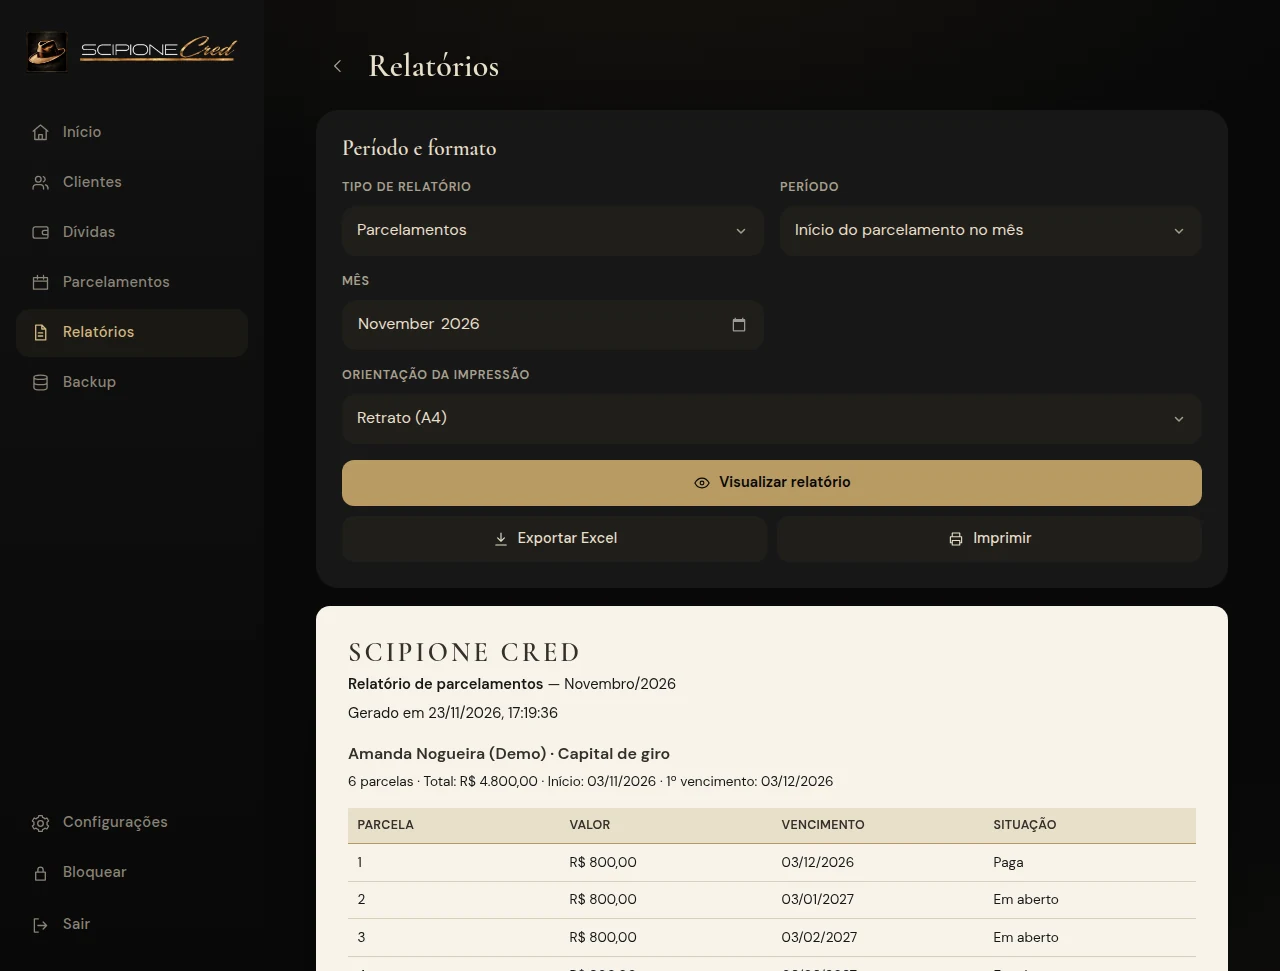 SCIPIONE Cred
Início
Clientes
Dívidas
Parcelamentos
Relatórios
Backup
Configurações
Bloquear
Sair
Relatórios
Período e formato
TIPO DE RELATÓRIO
PERÍODO
Parcelamentos
Início do parcelamento no mês
MÊS
November 2026
ORIENTAÇÃO DA IMPRESSÃO
Retrato (A4)
Visualizar relatório
Exportar Excel
Imprimir
SCIPIONE CRED
Relatório de parcelamentos — Novembro/2026
Gerado em 23/11/2026, 17:19:36
Amanda Nogueira (Demo) · Capital de giro
6 parcelas · Total: R$ 4.800,00 · Início: 03/11/2026 · 1º vencimento: 03/12/2026
PARCELA VALOR VENCIMENTO SITUAÇÃO
1 R$ 800,00 03/12/2026 Paga
2 R$ 800,00 03/01/2027 Em aberto
3 R$ 800,00 03/02/2027 Em aberto